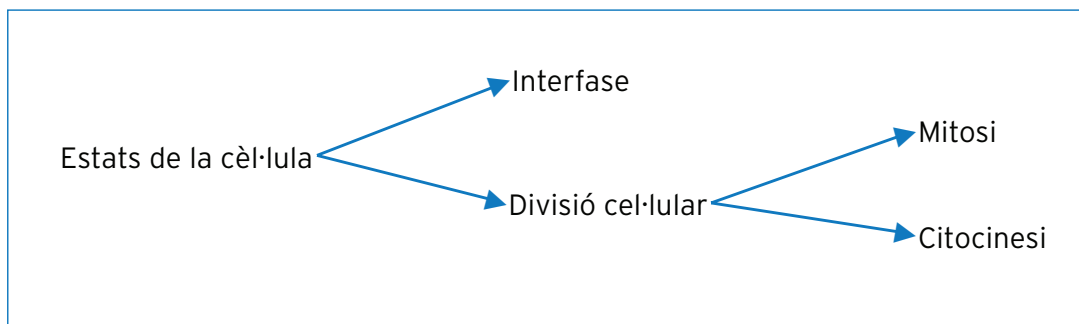 Interfase
Mitosi
Estats de la cèl·lula
Divisió cel·lular
Citocinesi